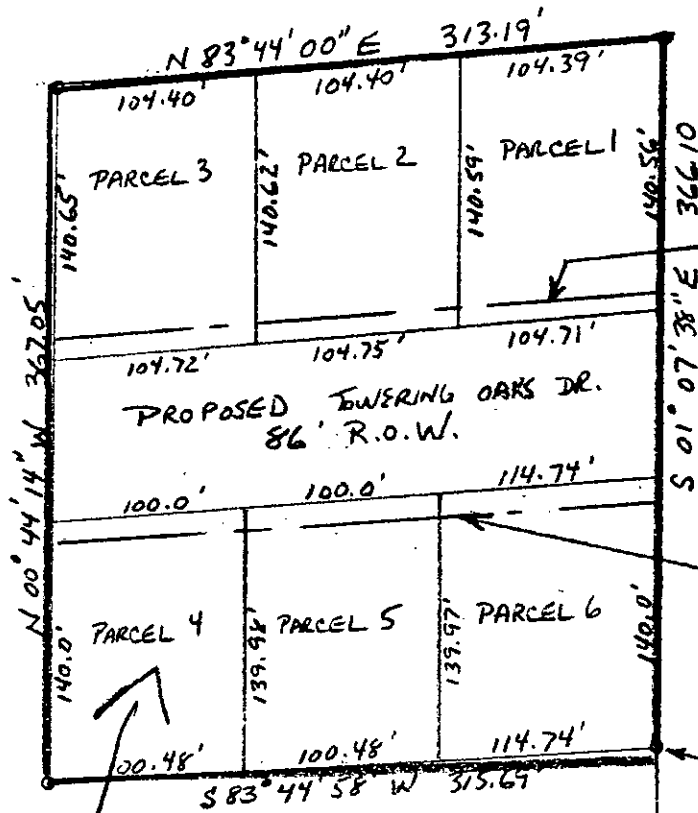 N 83°44'00" E 313.19'
104.40' 104.40' 104.39'
PARCEL 3 PARCEL 2 PARCEL 1
140.65' 140.62' 140.59' 140.56'
N 00°44'14" W 367.05'
S 01°07'38" E 366.10
104.72' 104.75' 104.71'
PROPOSED TOWERING OAKS DR.
86' R.O.W.
100.0' 100.0' 114.74'
PARCEL 4 PARCEL 5 PARCEL 6
140.0' 139.98' 139.97' 140.0'
00.48' 100.48' 114.74'
S 83°44'58 W 315.69